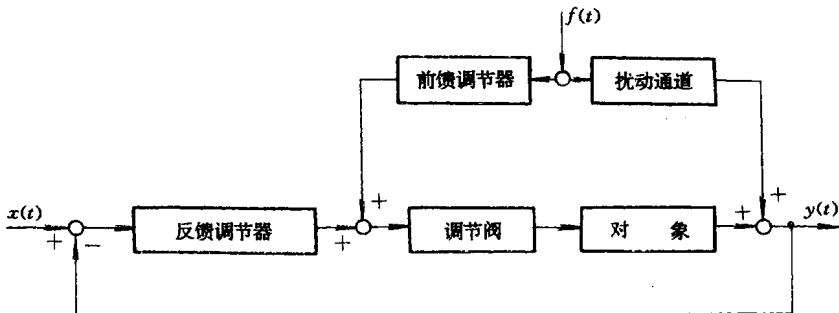 f(t)
前馈调节器
扰动通道
+
+
x(t)
+
−
反馈调节器
+
调节阀
对 象
+
y(t)